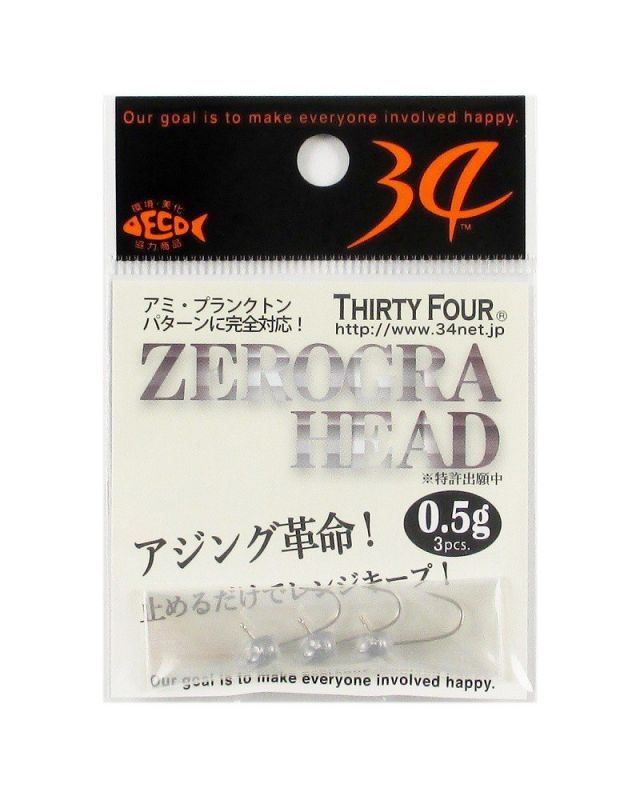 Our goal is to make everyone involved happy.
34
TM
環境・美化
ECO
協力商品
アミ・プランクトン
パターンに完全対応！
THIRTY FOUR®
http://www.34net.jp
ZEROGRA
HEAD
※特許出願中
0.5g
3pcs.
アジング革命！
止めるだけでレンジキープ！
Our goal is to make everyone involved happy.